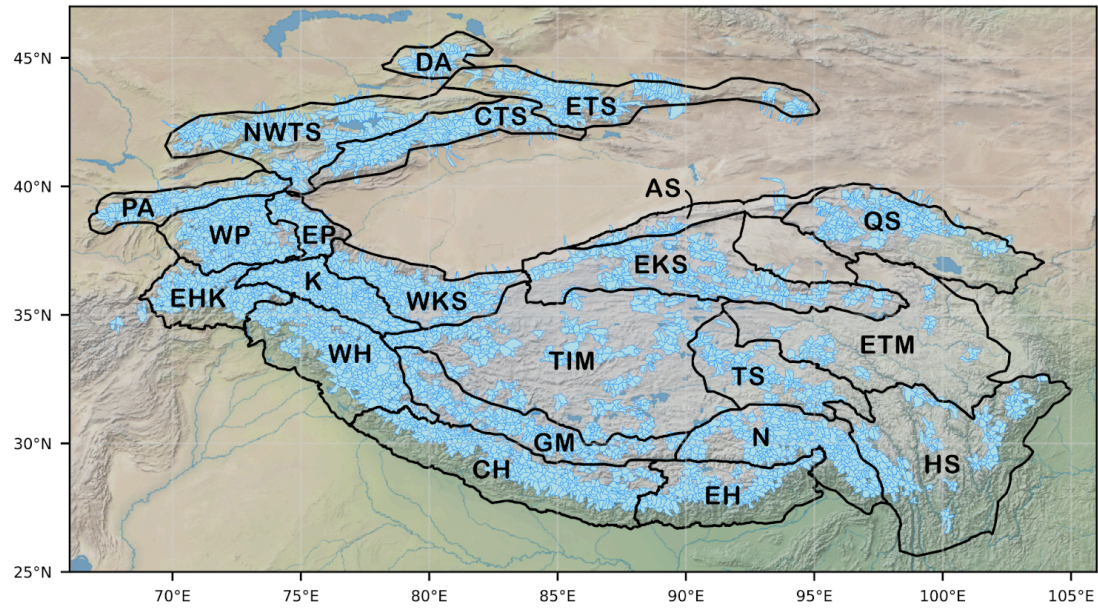 DA
45°N
ETS
CTS
NWTS
40°N
AS
PA
QS
WP
EP
EKS
K
EHK
WKS
35°N
ETM
WH
TIM
TS
30°N
GM
N
CH
HS
EH
25°N
70°E 75°E 80°E 85°E 90°E 95°E 100°E 105°E